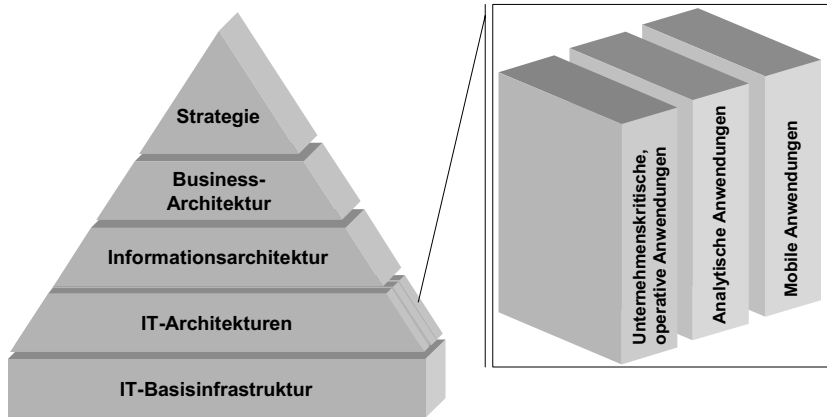 Strategie
Business-
Architektur
Informationsarchitektur
IT-Architekturen
IT-Basisinfrastruktur
Unternehmenskritische,
operative Anwendungen
Analytische Anwendungen
Mobile Anwendungen